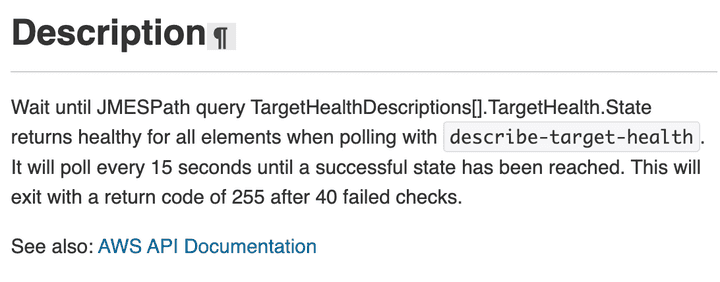 Description ¶
Wait until JMESPath query TargetHealthDescriptions[].TargetHealth.State
returns healthy for all elements when polling with describe-target-health.
It will poll every 15 seconds until a successful state has been reached. This will
exit with a return code of 255 after 40 failed checks.
See also: AWS API Documentation